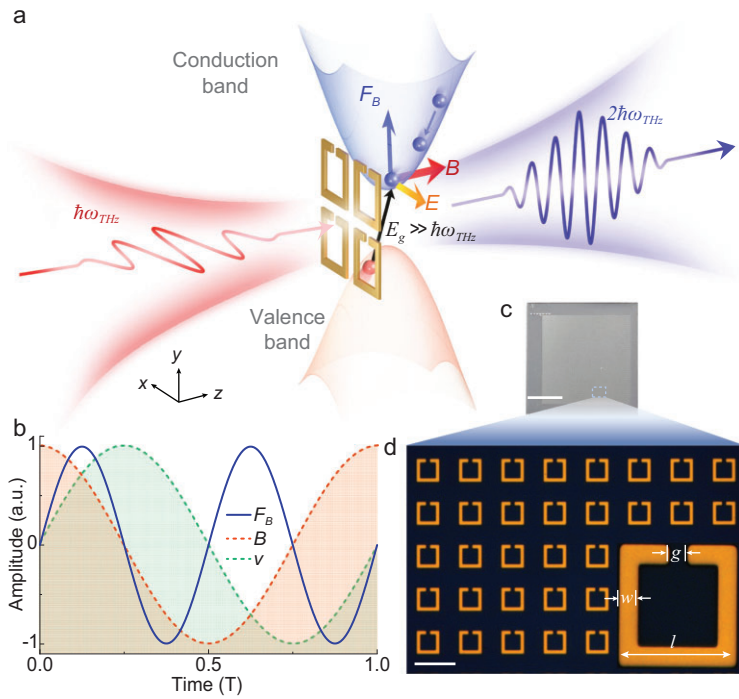 a
Conduction
band
F_B
2ℏω_THz
B
E
ℏω_THz
E_g ≫ ℏω_THz
Valence
band
y
x
z
c
b
d
1
0
-1
Amplitude (a.u.)
F_B
B
v
0.0
0.5
1.0
Time (T)
g
w
l